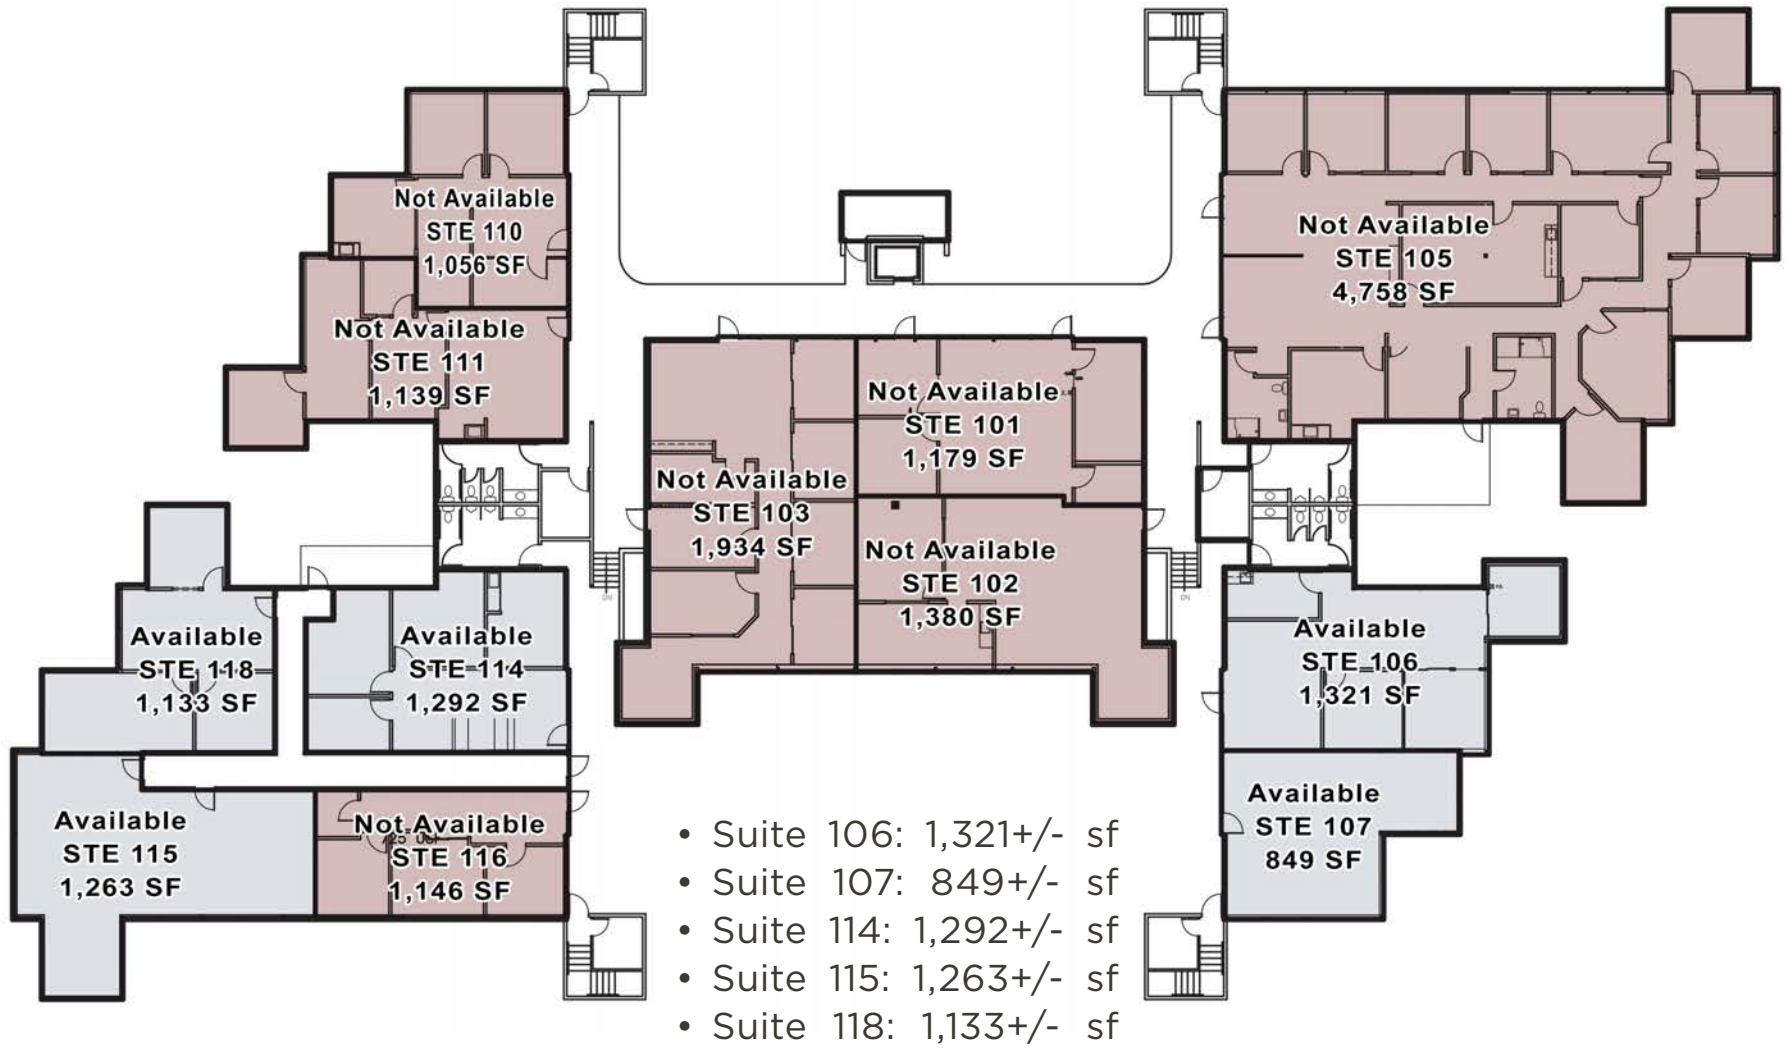 Not Available
STE 110
1,056 SF
Not Available
STE 111
1,139 SF
Not Available
STE 105
4,758 SF
Not Available
STE 101
1,179 SF
Not Available
STE 103
1,934 SF
Not Available
STE 102
1,380 SF
Available
STE 118
1,133 SF
Available
STE 114
1,292 SF
Available
STE 106
1,321 SF
Available
STE 115
1,263 SF
Not Available
STE 116
1,146 SF
Available
STE 107
849 SF
• Suite 106: 1,321+/- sf
• Suite 107: 849+/- sf
• Suite 114: 1,292+/- sf
• Suite 115: 1,263+/- sf
• Suite 118: 1,133+/- sf